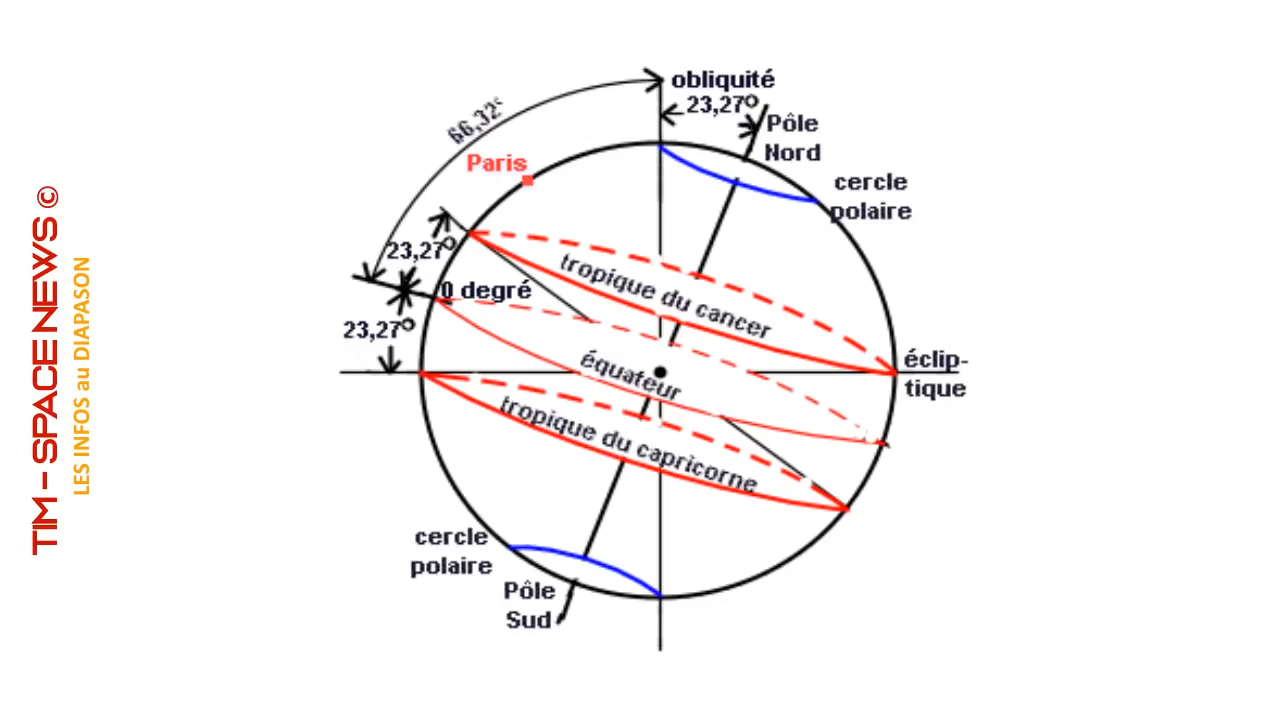 TIM – SPACE NEWS ©
LES INFOS au DIAPASON
obliquité
23,27°
66,32°
Pôle
Nord
Paris
cercle
polaire
23,27°
tropique du cancer
0 degré
23,27°
équateur
éclip-
tique
tropique du capricorne
cercle
polaire
Pôle
Sud